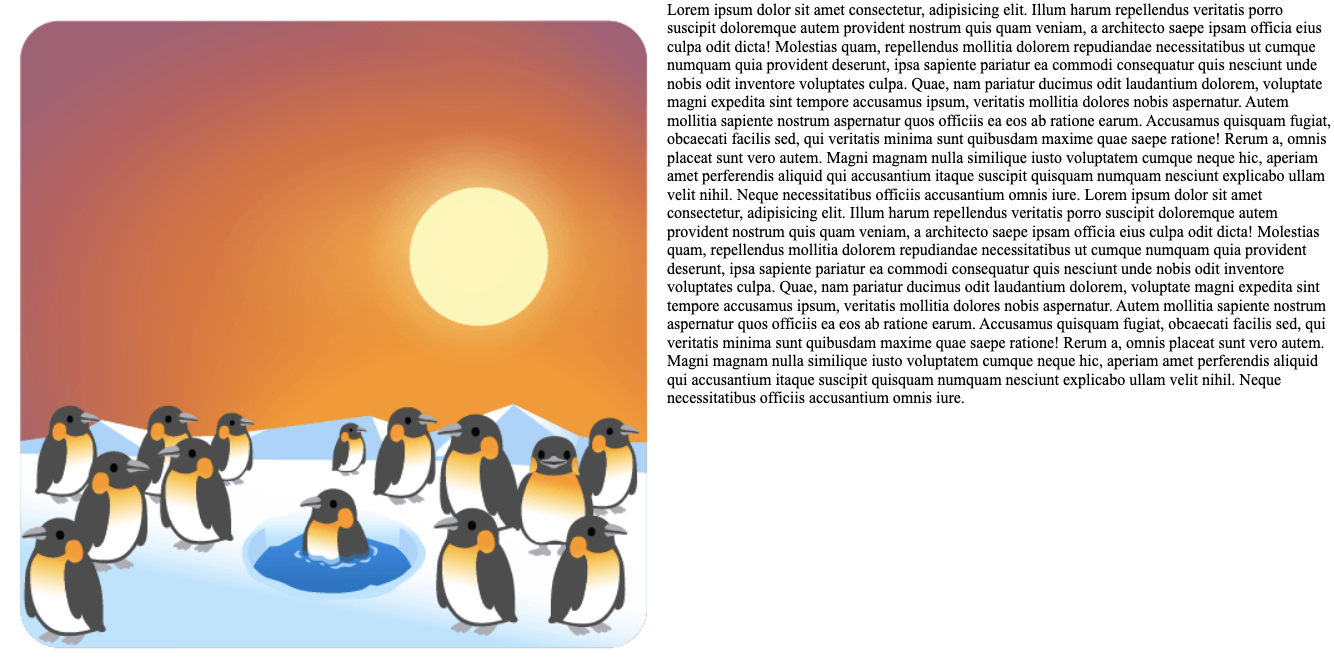 Lorem ipsum dolor sit amet consectetur, adipisicing elit. Illum harum repellendus veritatis porro
suscipit doloremque autem provident nostrum quis quam veniam, a architecto saepe ipsam officia eius
culpa odit dicta! Molestias quam, repellendus mollitia dolorem repudiandae necessitatibus ut cumque
numquam quia provident deserunt, ipsa sapiente pariatur ea commodi consequatur quis nesciunt unde
nobis odit inventore voluptates culpa. Quae, nam pariatur ducimus odit laudantium dolorem, voluptate
magni expedita sint tempore accusamus ipsum, veritatis mollitia dolores nobis aspernatur. Autem
mollitia sapiente nostrum aspernatur quos officiis ea eos ab ratione earum. Accusamus quisquam fugiat,
obcaecati facilis sed, qui veritatis minima sunt quibusdam maxime quae saepe ratione! Rerum a, omnis
placeat sunt vero autem. Magni magnam nulla similique iusto voluptatem cumque neque hic, aperiam
amet perferendis aliquid qui accusantium itaque suscipit quisquam numquam nesciunt explicabo ullam
velit nihil. Neque necessitatibus officiis accusantium omnis iure. Lorem ipsum dolor sit amet
consectetur, adipisicing elit. Illum harum repellendus veritatis porro suscipit doloremque autem
provident nostrum quis quam veniam, a architecto saepe ipsam officia eius culpa odit dicta! Molestias
quam, repellendus mollitia dolorem repudiandae necessitatibus ut cumque numquam quia provident
deserunt, ipsa sapiente pariatur ea commodi consequatur quis nesciunt unde nobis odit inventore
voluptates culpa. Quae, nam pariatur ducimus odit laudantium dolorem, voluptate magni expedita sint
tempore accusamus ipsum, veritatis mollitia dolores nobis aspernatur. Autem mollitia sapiente nostrum
aspernatur quos officiis ea eos ab ratione earum. Accusamus quisquam fugiat, obcaecati facilis sed, qui
veritatis minima sunt quibusdam maxime quae saepe ratione! Rerum a, omnis placeat sunt vero autem.
Magni magnam nulla similique iusto voluptatem cumque neque hic, aperiam amet perferendis aliquid
qui accusantium itaque suscipit quisquam numquam nesciunt explicabo ullam velit nihil. Neque
necessitatibus officiis accusantium omnis iure.